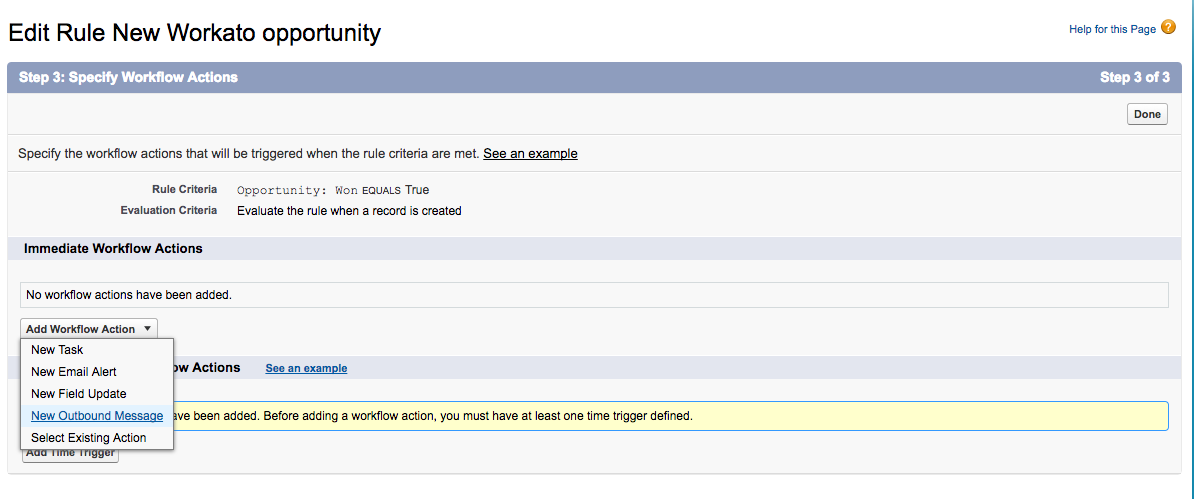 Edit Rule New Workato opportunity
Help for this Page ?
Step 3: Specify Workflow Actions Step 3 of 3
Done
Specify the workflow actions that will be triggered when the rule criteria are met. See an example
Rule Criteria Opportunity: Won EQUALS True
Evaluation Criteria Evaluate the rule when a record is created
Immediate Workflow Actions
No workflow actions have been added.
Add Workflow Action
New Task
New Email Alert
New Field Update
New Outbound Message
Select Existing Action
Actions See an example
been added. Before adding a workflow action, you must have at least one time trigger defined.
Add Time Trigger